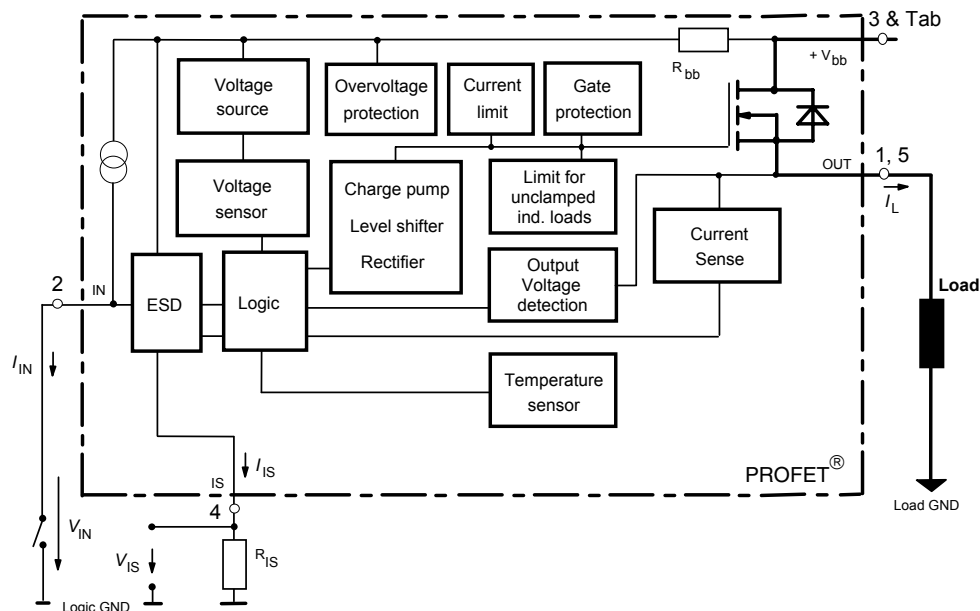 3 & Tab
R bb
+ V bb
Voltage
source
Overvoltage
protection
Current
limit
Gate
protection
Voltage
sensor
Charge pump
Level shifter
Rectifier
Limit for
unclamped
ind. loads
OUT
1, 5
I L
Current
Sense
2
IN
ESD
Logic
Output
Voltage
detection
Load
I IN
Temperature
sensor
I IS
IS
PROFET®
4
V IN
R IS
V IS
Load GND
Logic GND